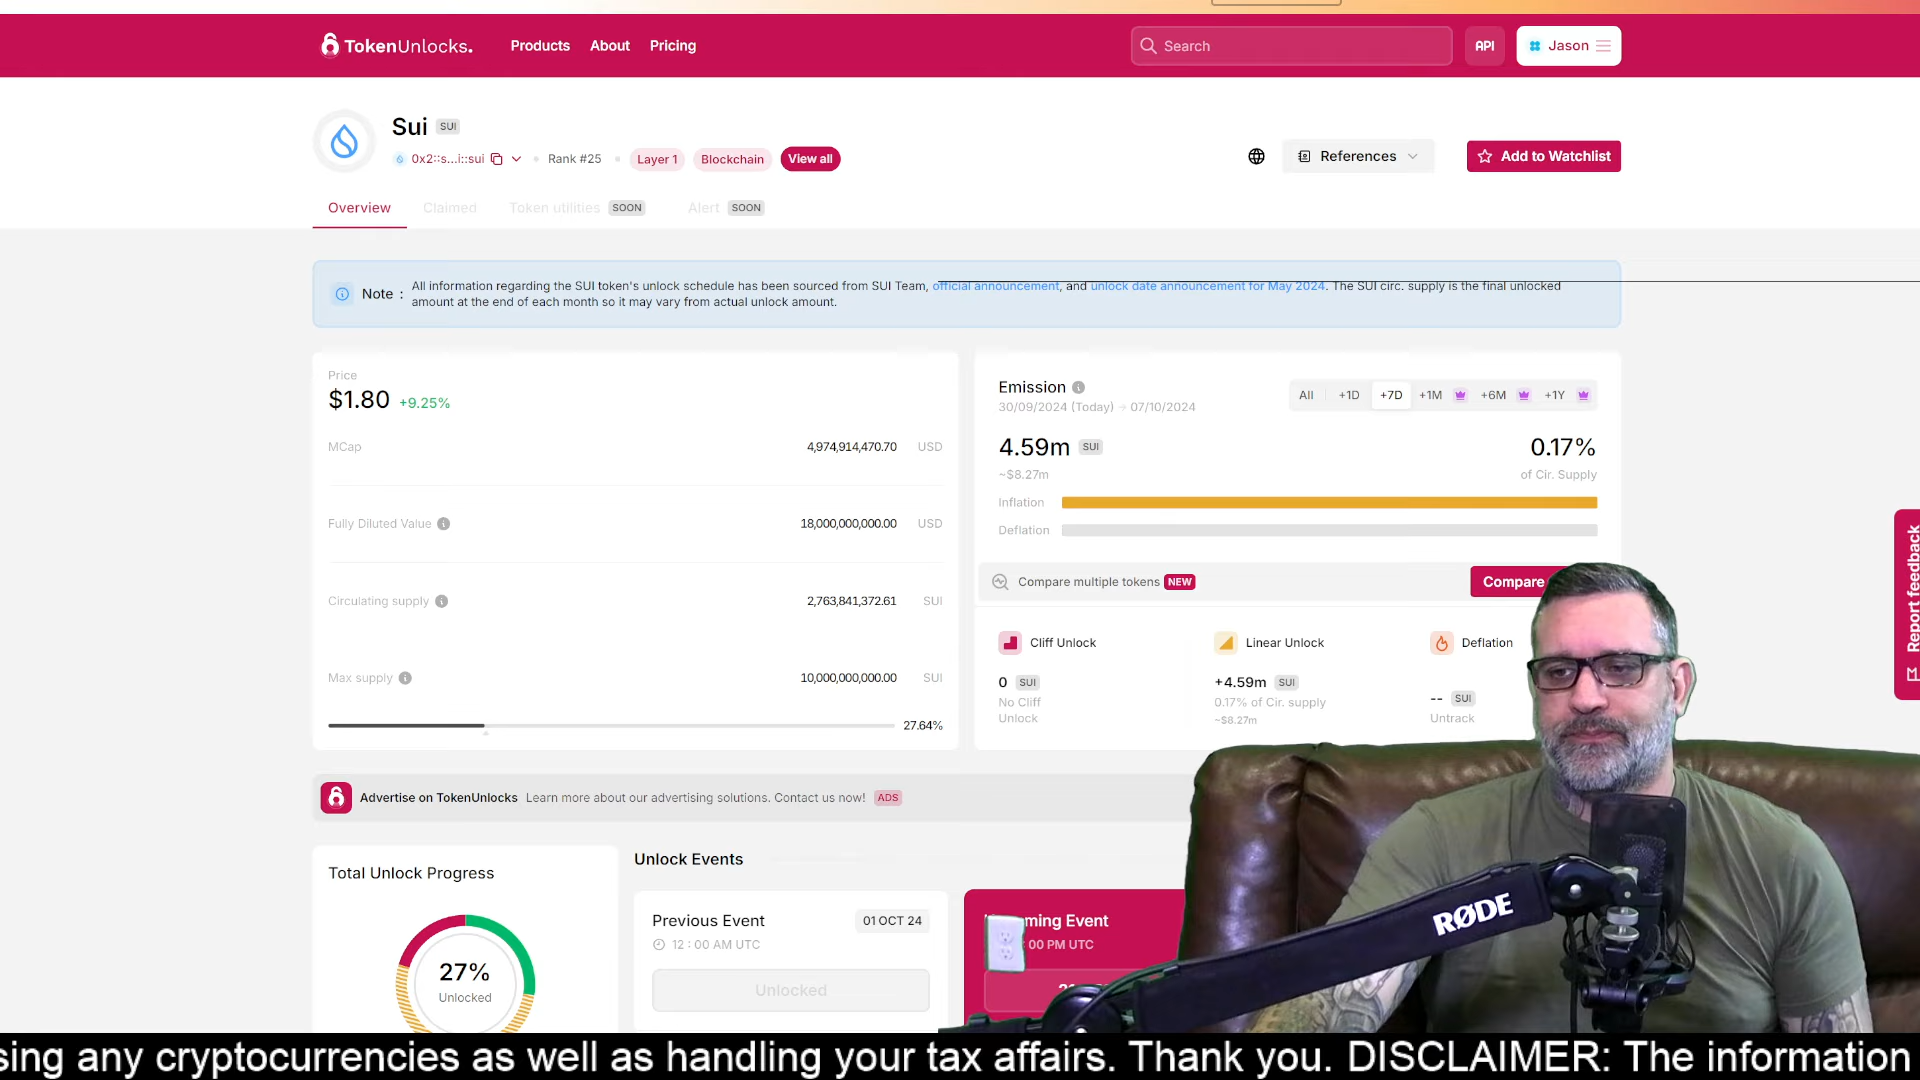 TokenUnlocks. Products About Pricing Search API Jason
Sui SUI
0x2::s...i::sui Rank #25 Layer 1 Blockchain View all
References Add to Watchlist
Overview Claimed Token utilities SOON Alert SOON
Note : All information regarding the SUI token's unlock schedule has been sourced from SUI Team, official announcement, and unlock date announcement for May 2024. The SUI circ. supply is the final unlocked
amount at the end of each month so it may vary from actual unlock amount.
Price
$1.80 +9.25%
MCap 4,974,914,470.70 USD
Fully Diluted Value 18,000,000,000.00 USD
Circulating supply 2,763,841,372.61 SUI
Max supply 10,000,000,000.00 SUI
27.64%
Emission All +1D +7D +1M +6M +1Y
30/09/2024 (Today) → 07/10/2024
4.59m SUI 0.17%
~$8.27m of Cir. Supply
Inflation
Deflation
Compare multiple tokens NEW Compare
Cliff Unlock Linear Unlock Deflation
0 SUI +4.59m SUI -- SUI
No Cliff 0.17% of Cir. supply Untrack
Unlock ~$8.27m
Report feedback
Advertise on TokenUnlocks Learn more about our advertising solutions. Contact us now! ADS
Total Unlock Progress
27%
Unlocked
Unlock Events
Previous Event 01 OCT 24
12 : 00 AM UTC
Unlocked
ming Event
00 PM UTC
RØDE
sing any cryptocurrencies as well as handling your tax affairs. Thank you. DISCLAIMER: The information